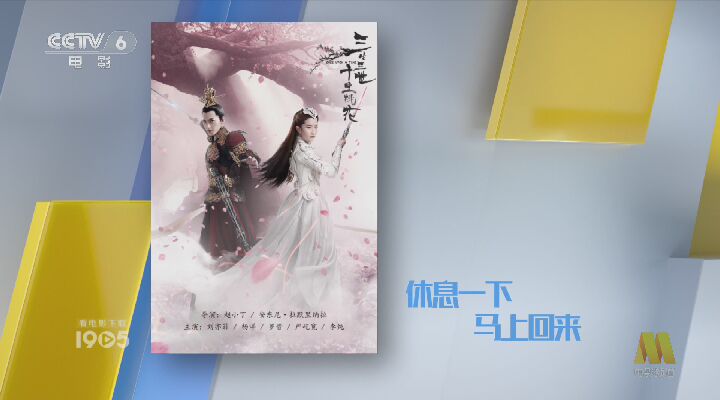 CCTV 6
电影
三生三世
十里桃花
导演：赵小丁 / 安东尼·拉默里纳拉
主演：刘亦菲 / 杨洋 / 罗晋 / 严屹宽 / 李纯
休息一下
马上回来
看电影下载
1905